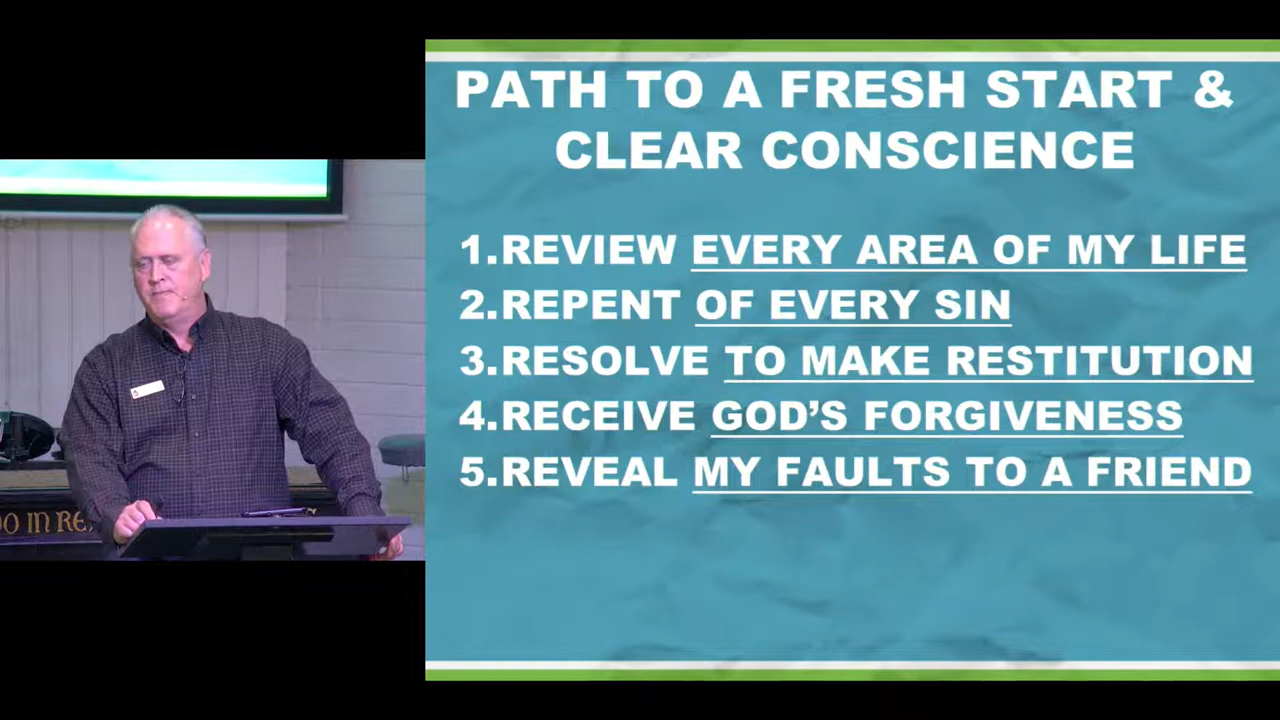 PATH TO A FRESH START &
CLEAR CONSCIENCE
1.REVIEW EVERY AREA OF MY LIFE
2.REPENT OF EVERY SIN
3.RESOLVE TO MAKE RESTITUTION
4.RECEIVE GOD'S FORGIVENESS
5.REVEAL MY FAULTS TO A FRIEND
IN